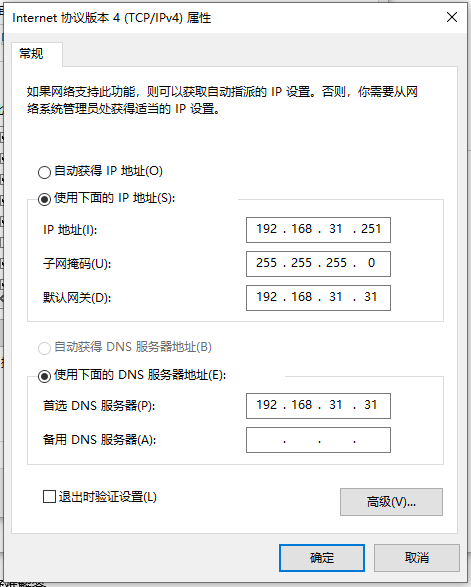 Internet 协议版本 4 (TCP/IPv4) 属性
常规
如果网络支持此功能，则可以获取自动指派的 IP 设置。否则，你需要从网
络系统管理员处获得适当的 IP 设置。
自动获得 IP 地址(O)
使用下面的 IP 地址(S):
IP 地址(I):
192 . 168 . 31 . 251
子网掩码(U):
255 . 255 . 255 . 0
默认网关(D):
192 . 168 . 31 . 31
自动获得 DNS 服务器地址(B)
使用下面的 DNS 服务器地址(E):
首选 DNS 服务器(P):
192 . 168 . 31 . 31
备用 DNS 服务器(A):
. . .
退出时验证设置(L)
高级(V)...
确定
取消